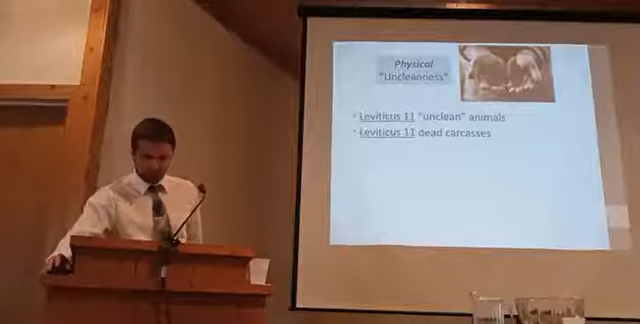 Physical
"Uncleanness"
· Leviticus 11 "unclean" animals
· Leviticus 11 dead carcasses